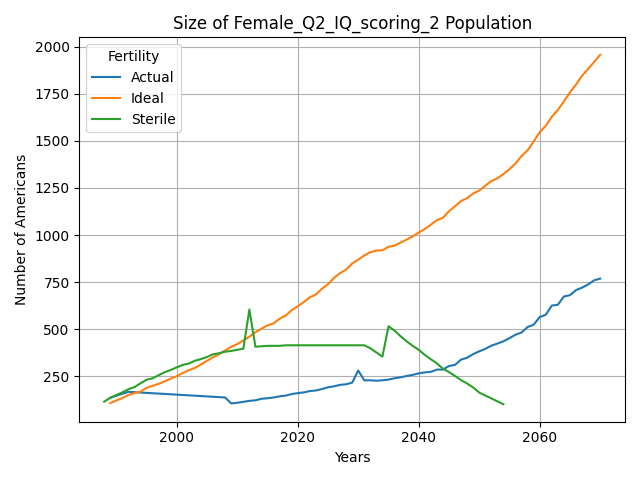 Size of Female_Q2_IQ_scoring_2 Population
Fertility
Actual
Ideal
Sterile
Number of Americans
2000
1750
1500
1250
1000
750
500
250
2000
2020
2040
2060
Years